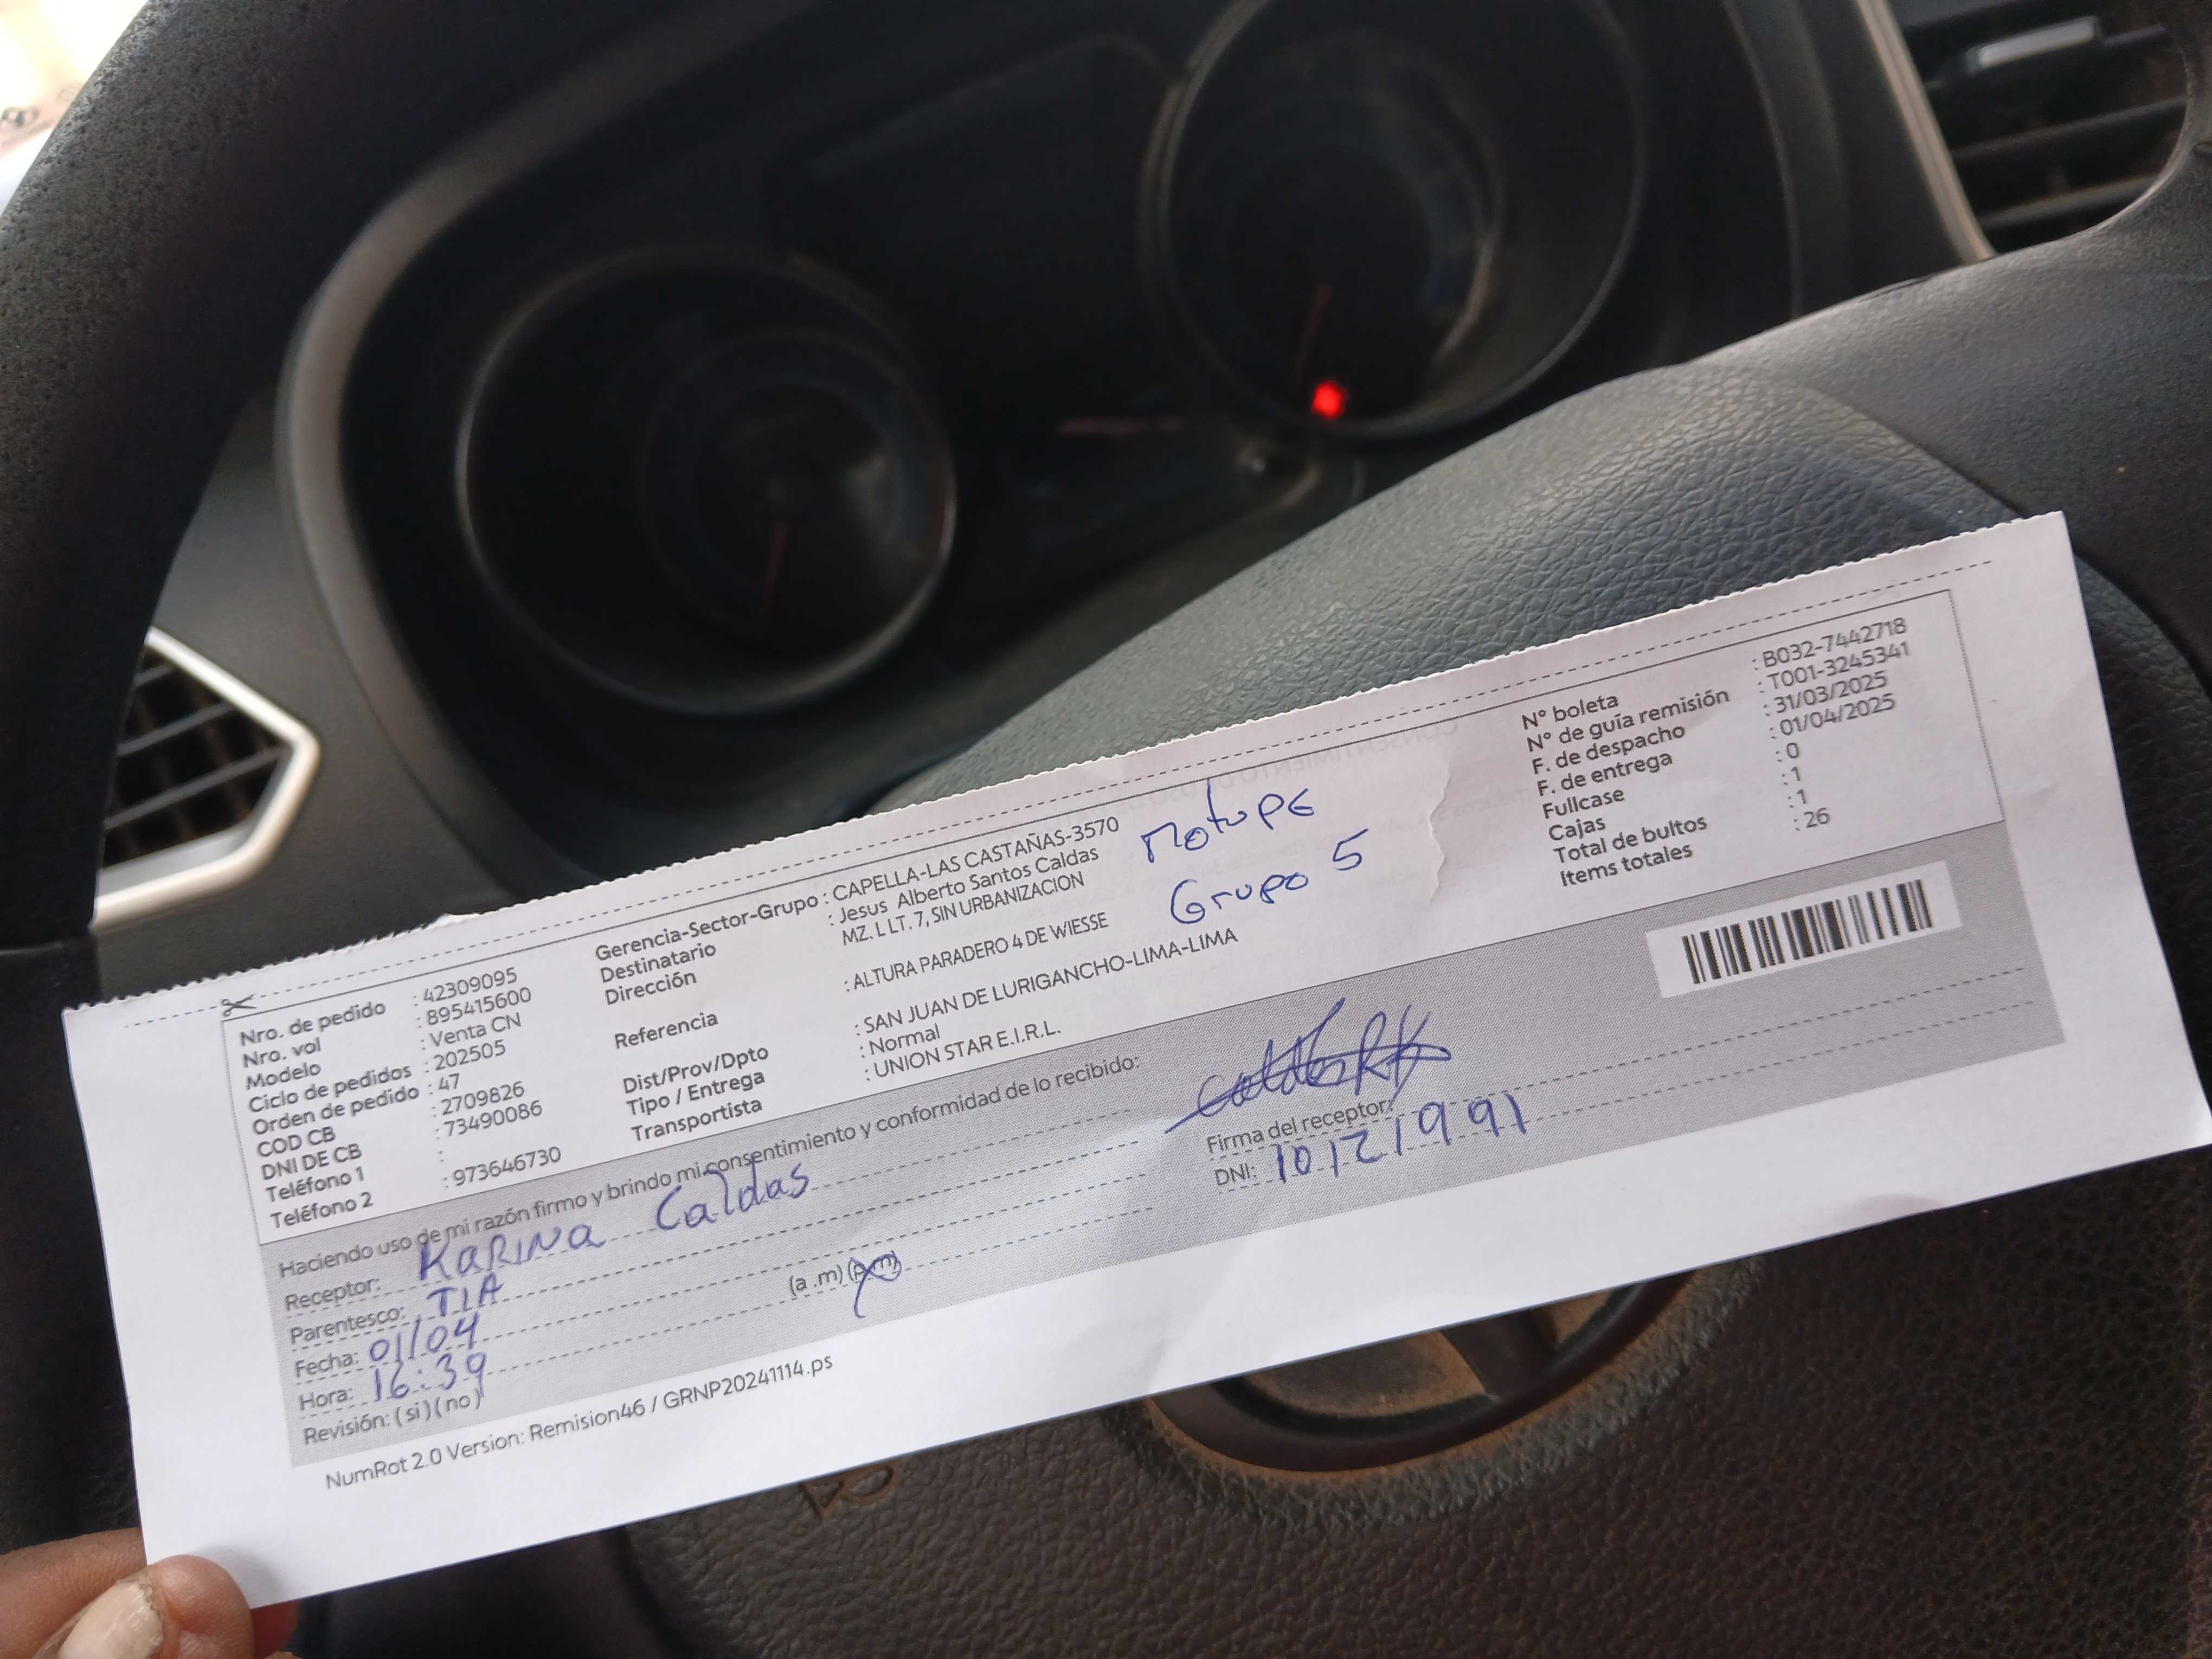 Nro. de pedido : 42309095
Nro. vol : 895415600
Modelo : Venta CN
Ciclo de pedidos : 202505
Orden de pedido : 47
COD CB : 2709826
DNI DE CB : 73490086
Teléfono 1 :
Teléfono 2 : 973646730
Gerencia-Sector-Grupo : CAPELLA-LAS CASTAÑAS-3570
Destinatario : Jesus Alberto Santos Caldas
Dirección MZ. L LT. 7, SIN URBANIZACION
Referencia : ALTURA PARADERO 4 DE WIESSE
Dist/Prov/Dpto : SAN JUAN DE LURIGANCHO-LIMA-LIMA
Tipo / Entrega : Normal
Transportista : UNION STAR E.I.R.L.
Motupe
Grupo 5
N° boleta : B032-7442718
N° de guía remisión : T001-3245341
F. de despacho : 31/03/2025
F. de entrega : 01/04/2025
Fullcase : 0
Cajas : 1
Total de bultos : 1
Items totales : 26
Haciendo uso de mi razón firmo y brindo mi consentimiento y conformidad de lo recibido:
Receptor: KARINA Caldas
Parentesco: TIA
Fecha: 01/04
Hora: 16:39 (a .m) (p.m)
Revisión: (si) (no)
Firma del receptor:
DNI: 10121991
NumRot 2.0 Version: Remision46 / GRNP20241114.ps